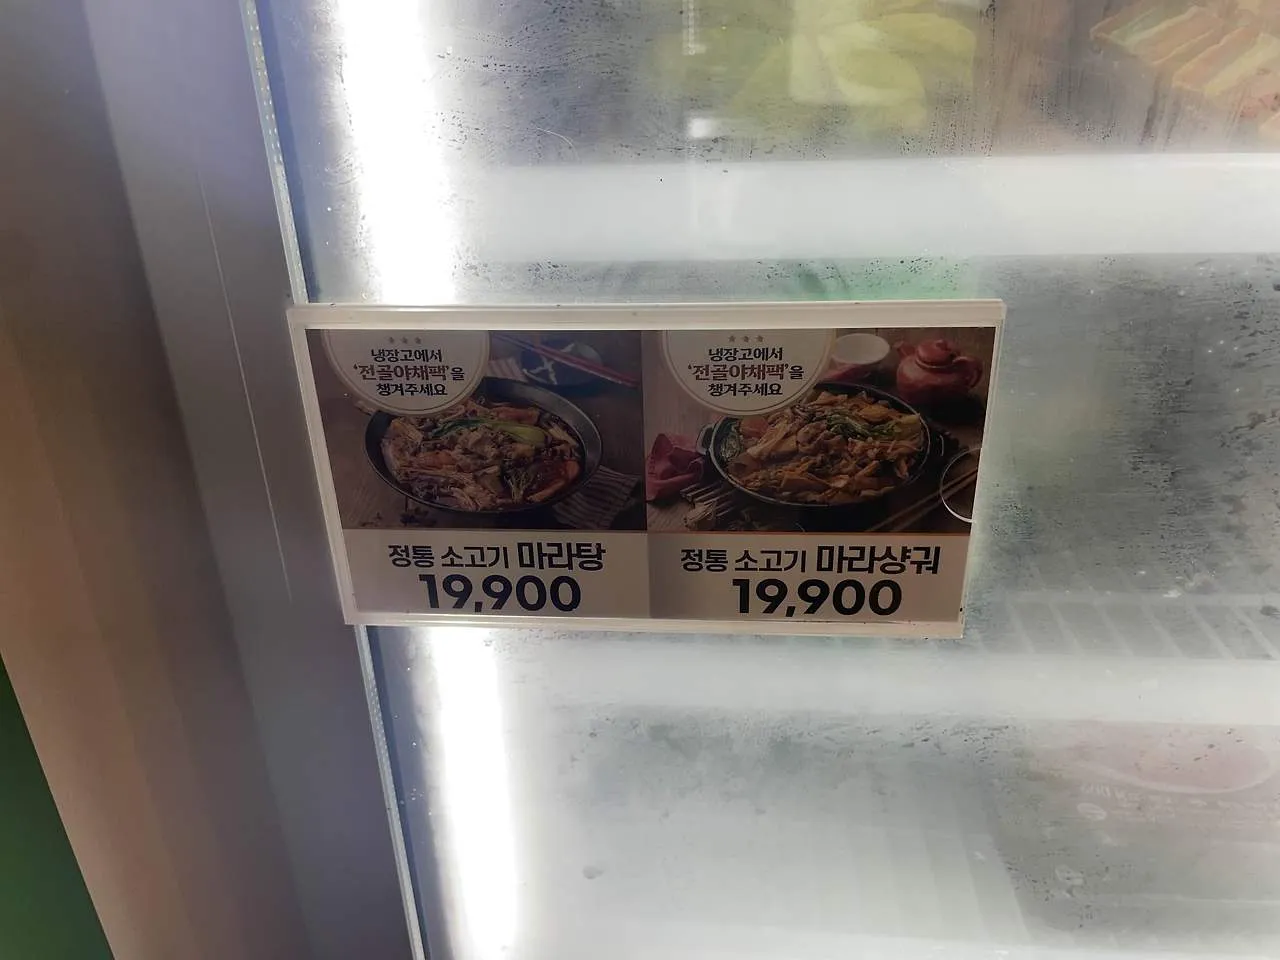 냉장고에서
'전골야채팩'을
챙겨주세요
정통 소고기 마라탕
19,900
냉장고에서
'전골야채팩'을
챙겨주세요
정통 소고기 마라샹궈
19,900